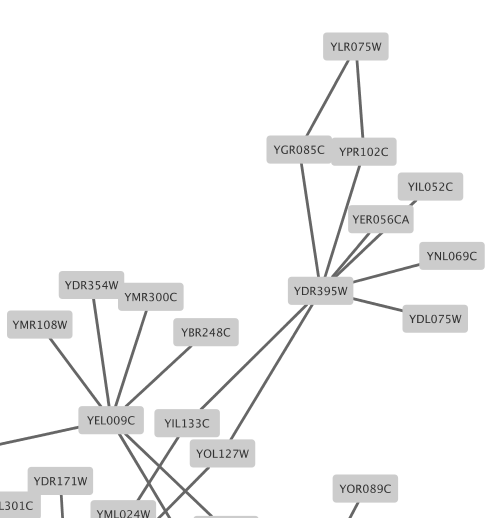 YLR075W
YGR085C
YPR102C
YIL052C
YER056CA
YNL069C
YDR395W
YDL075W
YDR354W
YMR300C
YMR108W
YBR248C
YEL009C
YIL133C
YOL127W
YDR171W
YOR089C
L301C
YML024W